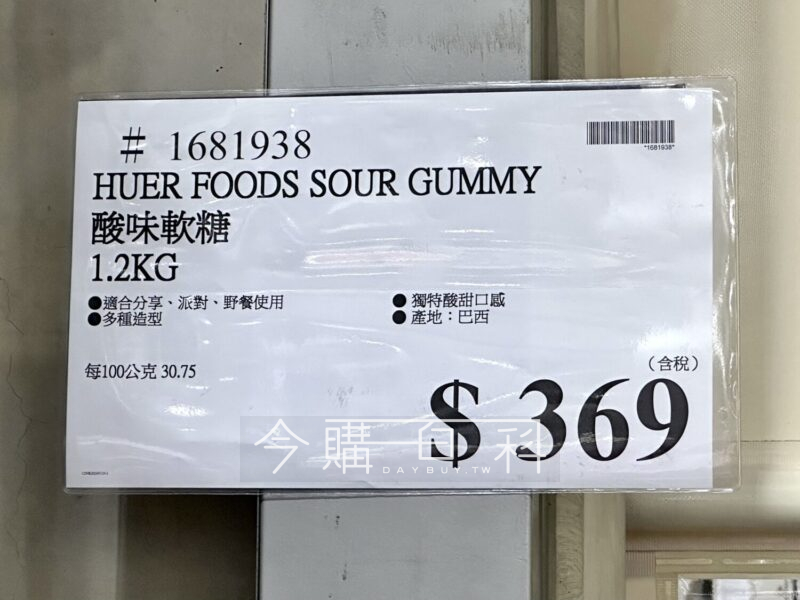 # 1681938
*1681938*
HUER FOODS SOUR GUMMY
酸味軟糖
1.2KG
●適合分享、派對、野餐使用
●獨特酸甜口感
●多種造型
●產地：巴西
每100公克 30.75
（含稅）
$ 369
今購百科
DAYBUY.TW